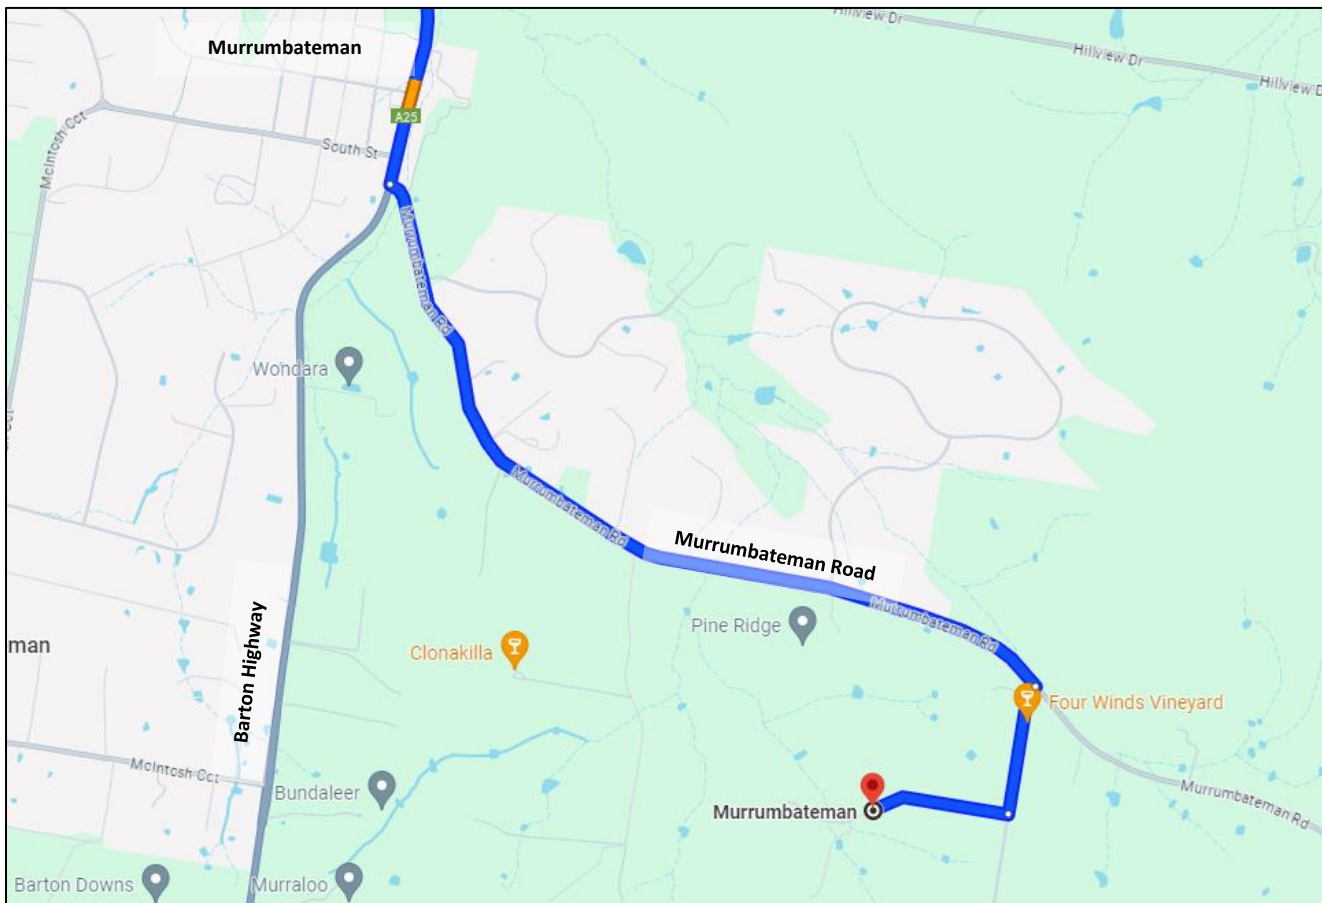 Hillview Dr
Hillview Dr
Murrumbateman
A25
McIntosh Cct
South St
Murrumbateman Rd
Wondara
Murrumbateman Rd
Murrumbateman Road
Murrumbateman Rd
Pine Ridge
man
Clonakilla
Barton Highway
Four Winds Vineyard
McIntosh Cct
Bundaleer
Murrumbateman
Murrumbateman Rd
Barton Downs
Murraloo